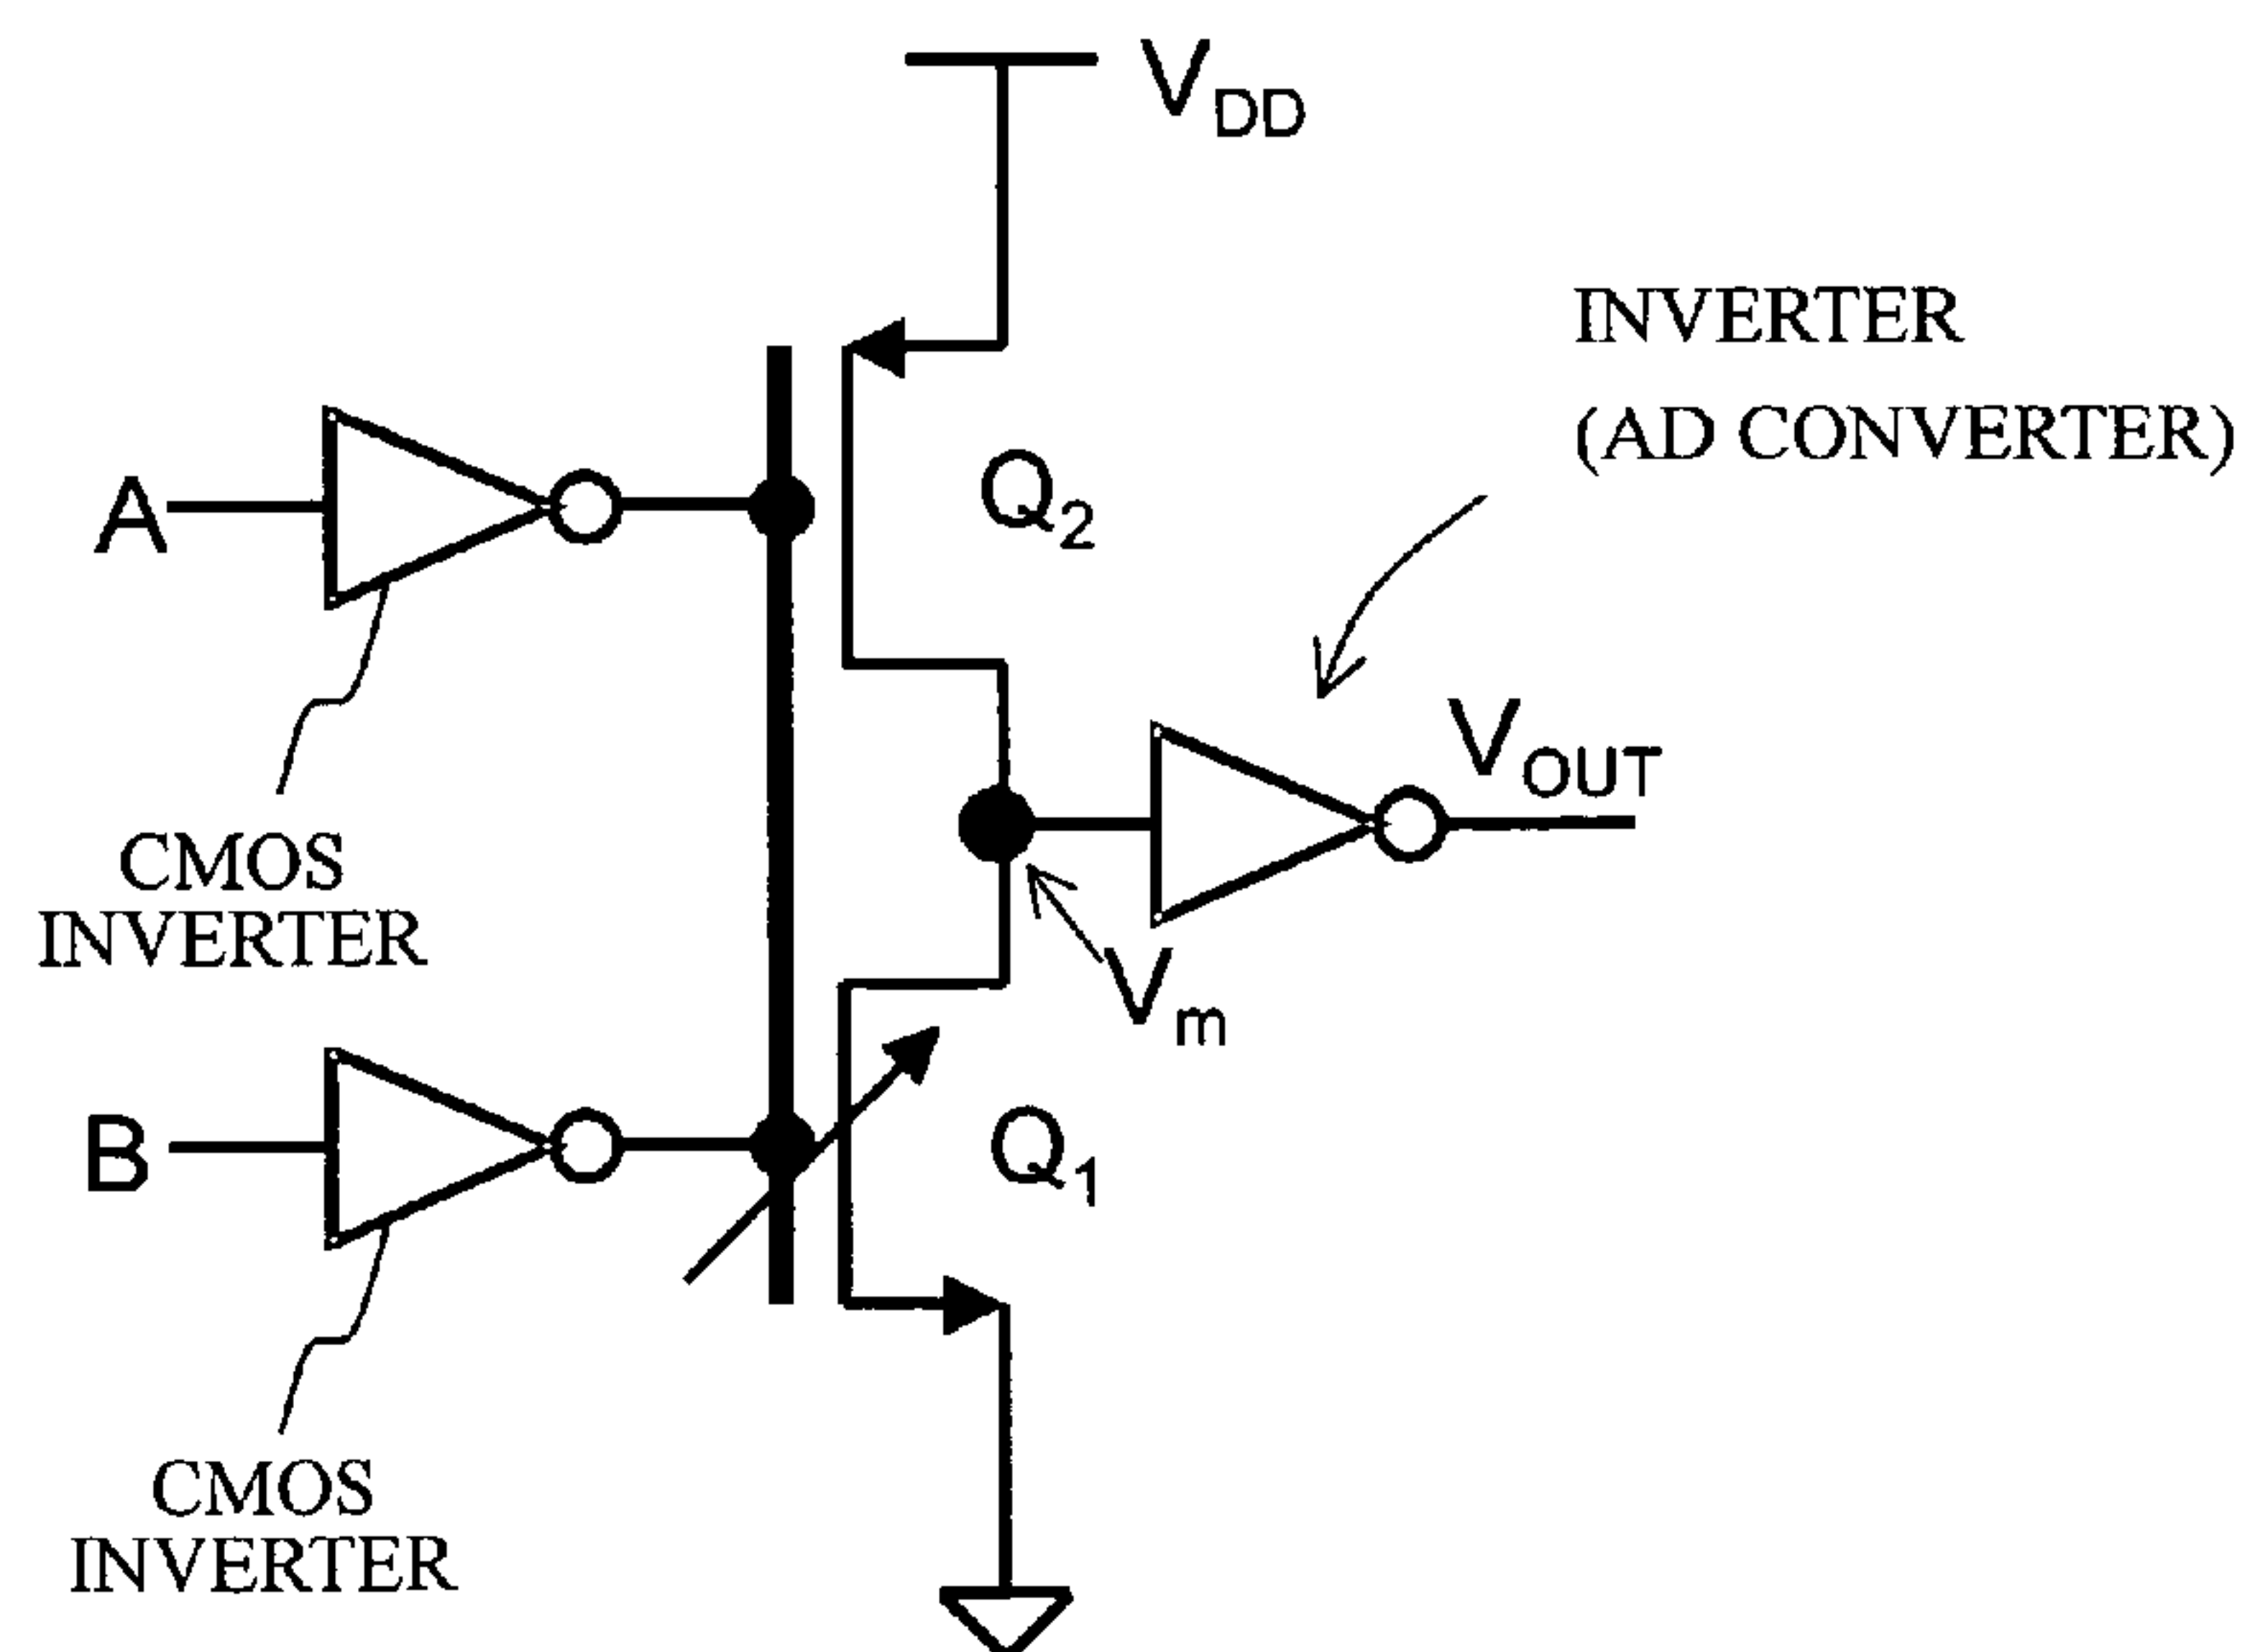 V_DD
INVERTER
(AD CONVERTER)
A
Q_2
V_OUT
CMOS
INVERTER
V_m
B
Q_1
CMOS
INVERTER